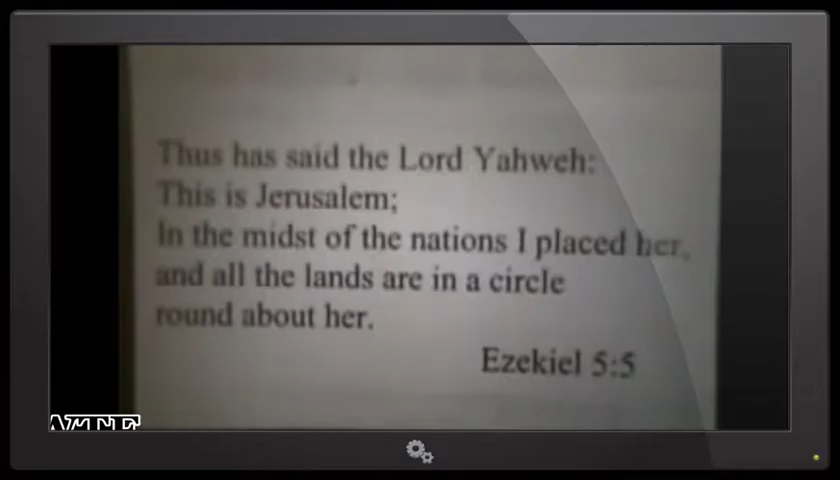 Thus has said the Lord Yahweh:
This is Jerusalem;
In the midst of the nations I placed her,
and all the lands are in a circle
round about her.
Ezekiel 5:5